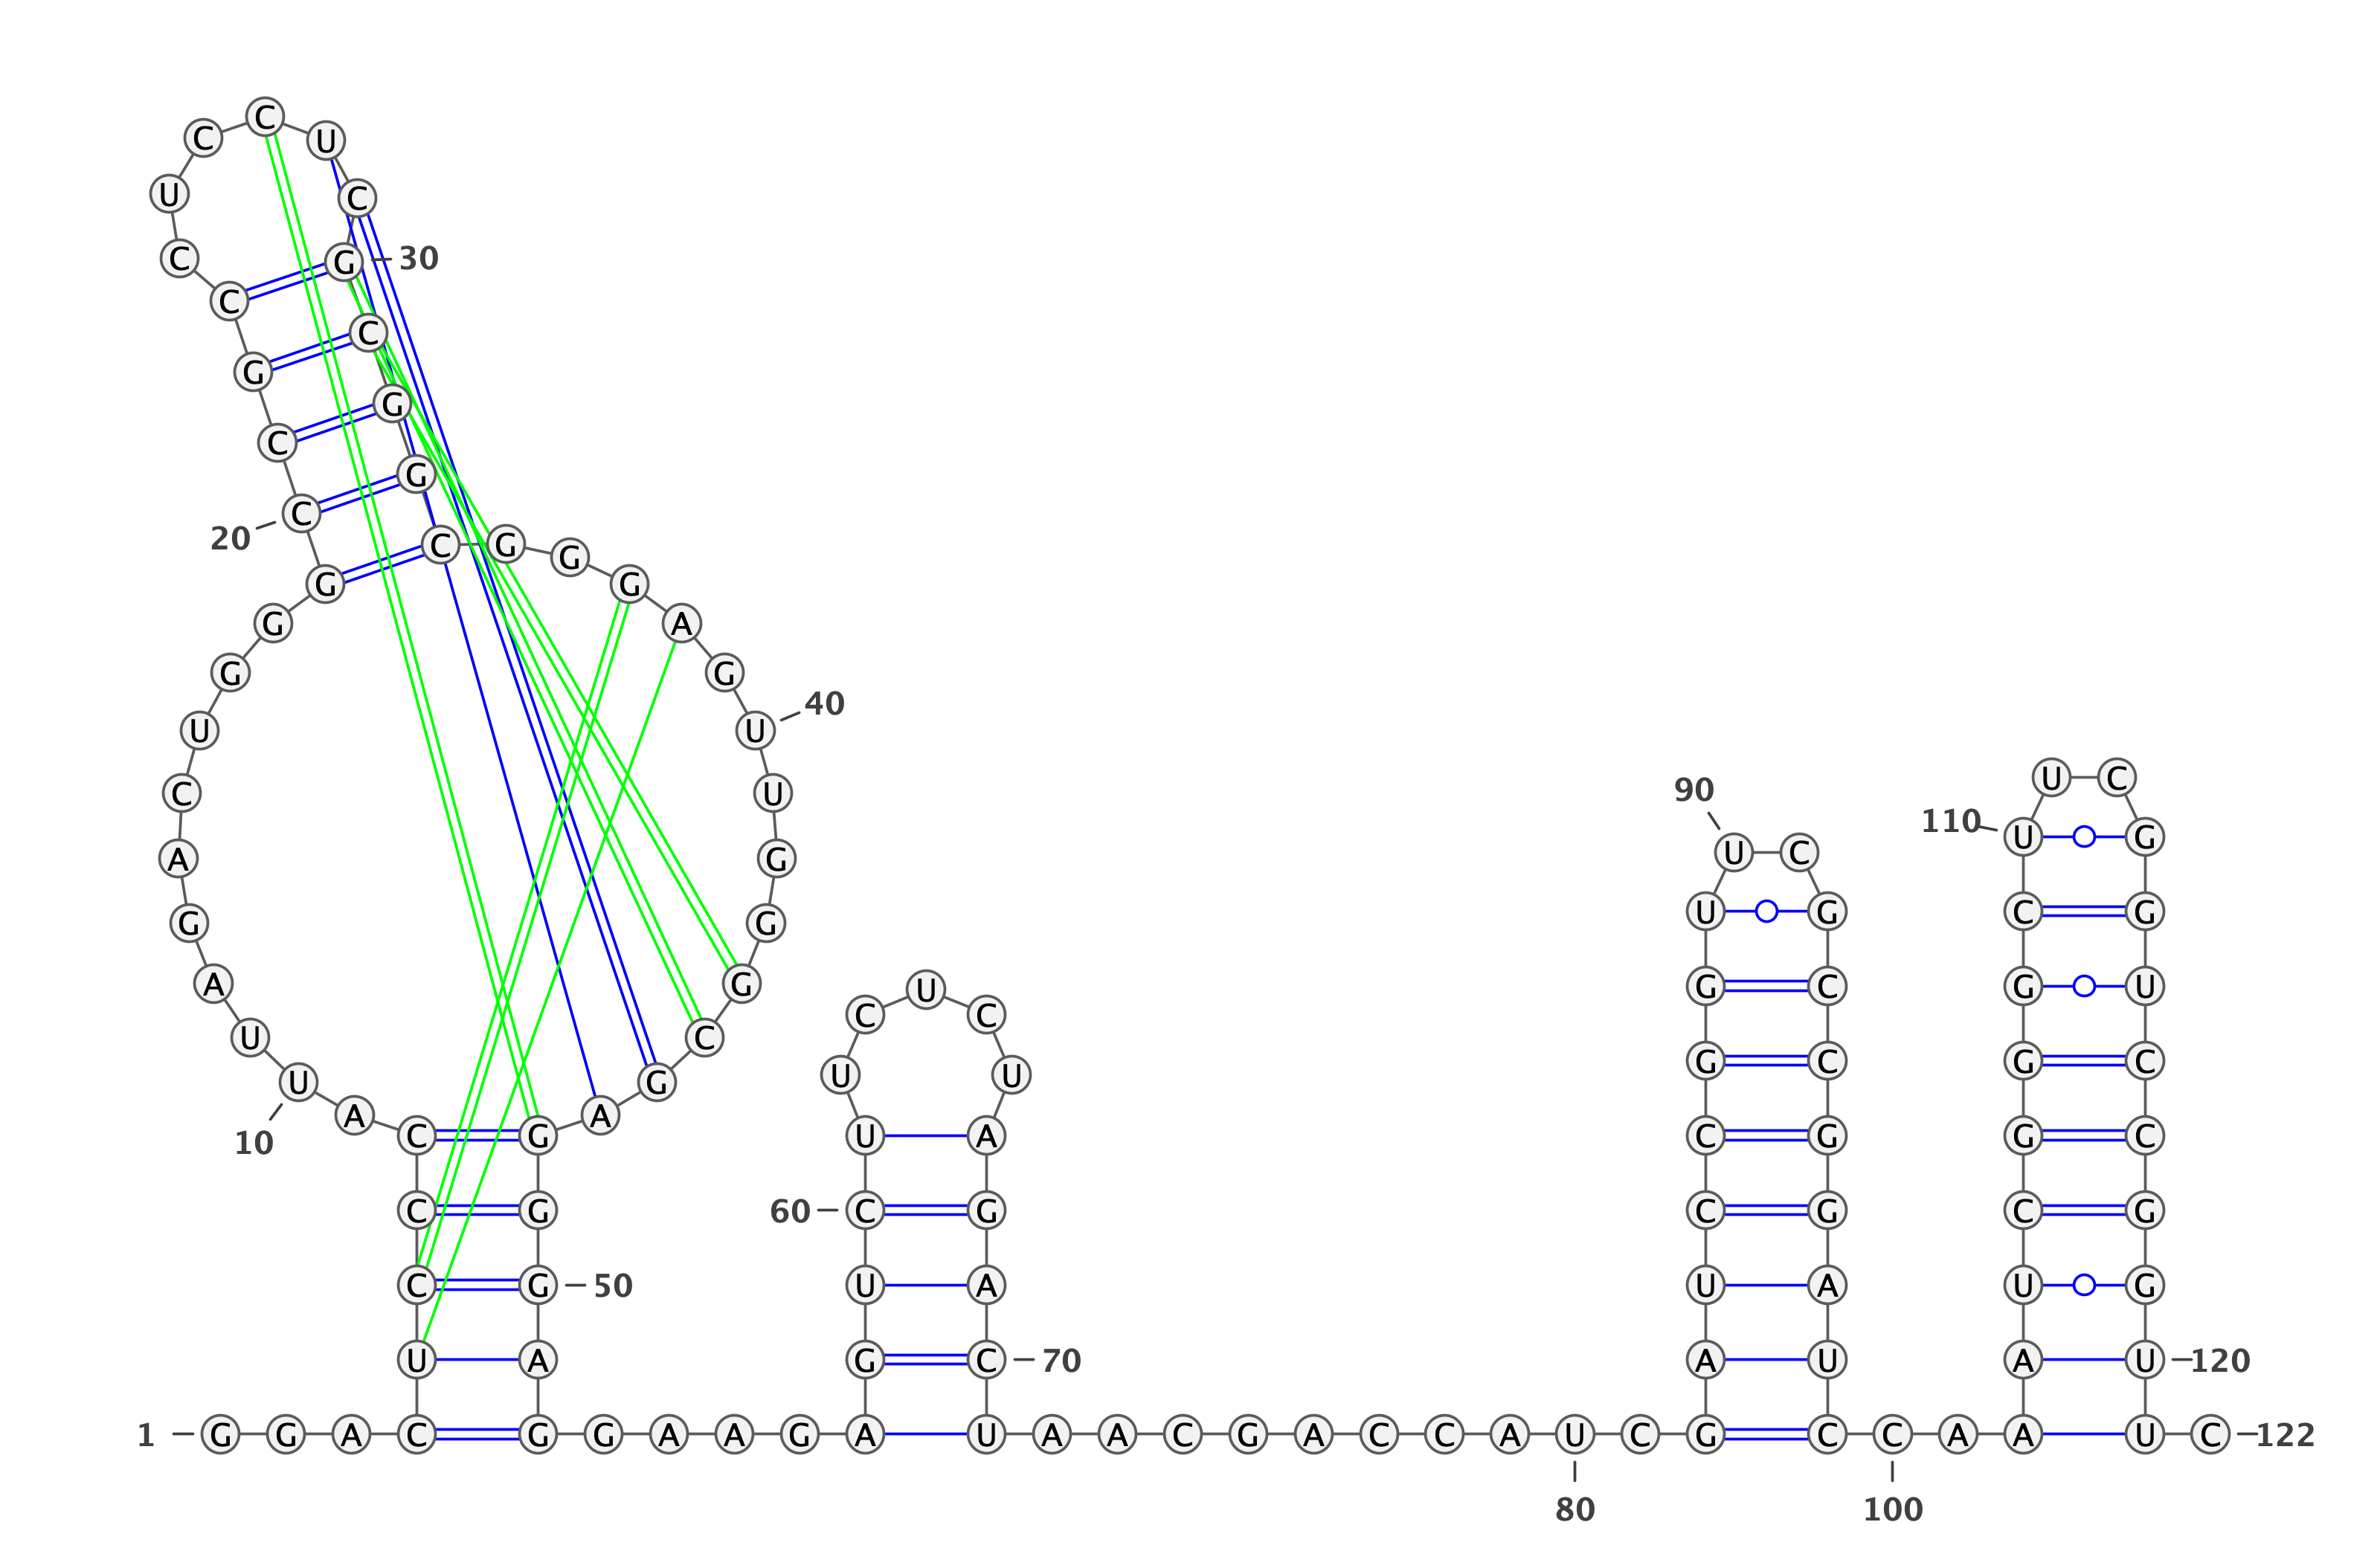 C
C U
U C
C G 30
C
C
G
G
C
G
C
20
C G G
G G
G A
G G
40
U U
U C
90
C U
110
U G
U C
A G
U G C G
G G
A G U G C G U
C C
U C
G C G C
U U
U G
A A
C G U A C G G C
10
C G 60 C G C G C G
C G 50 U A U A U G
U A G C 70 A U A U 120
1 G G A C G G A A G A U A A C G A C C A U C G C C A A U C 122
80 100